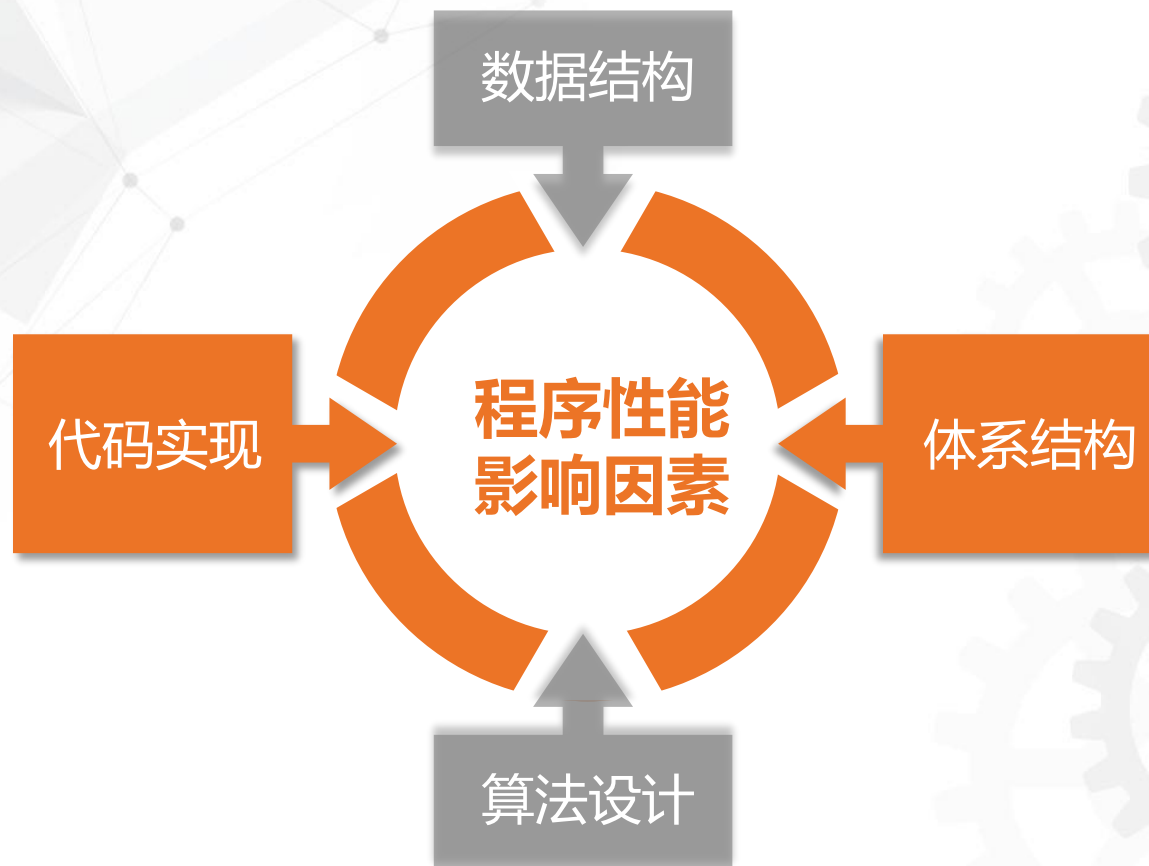 数据结构
代码实现
程序性能
影响因素
体系结构
算法设计